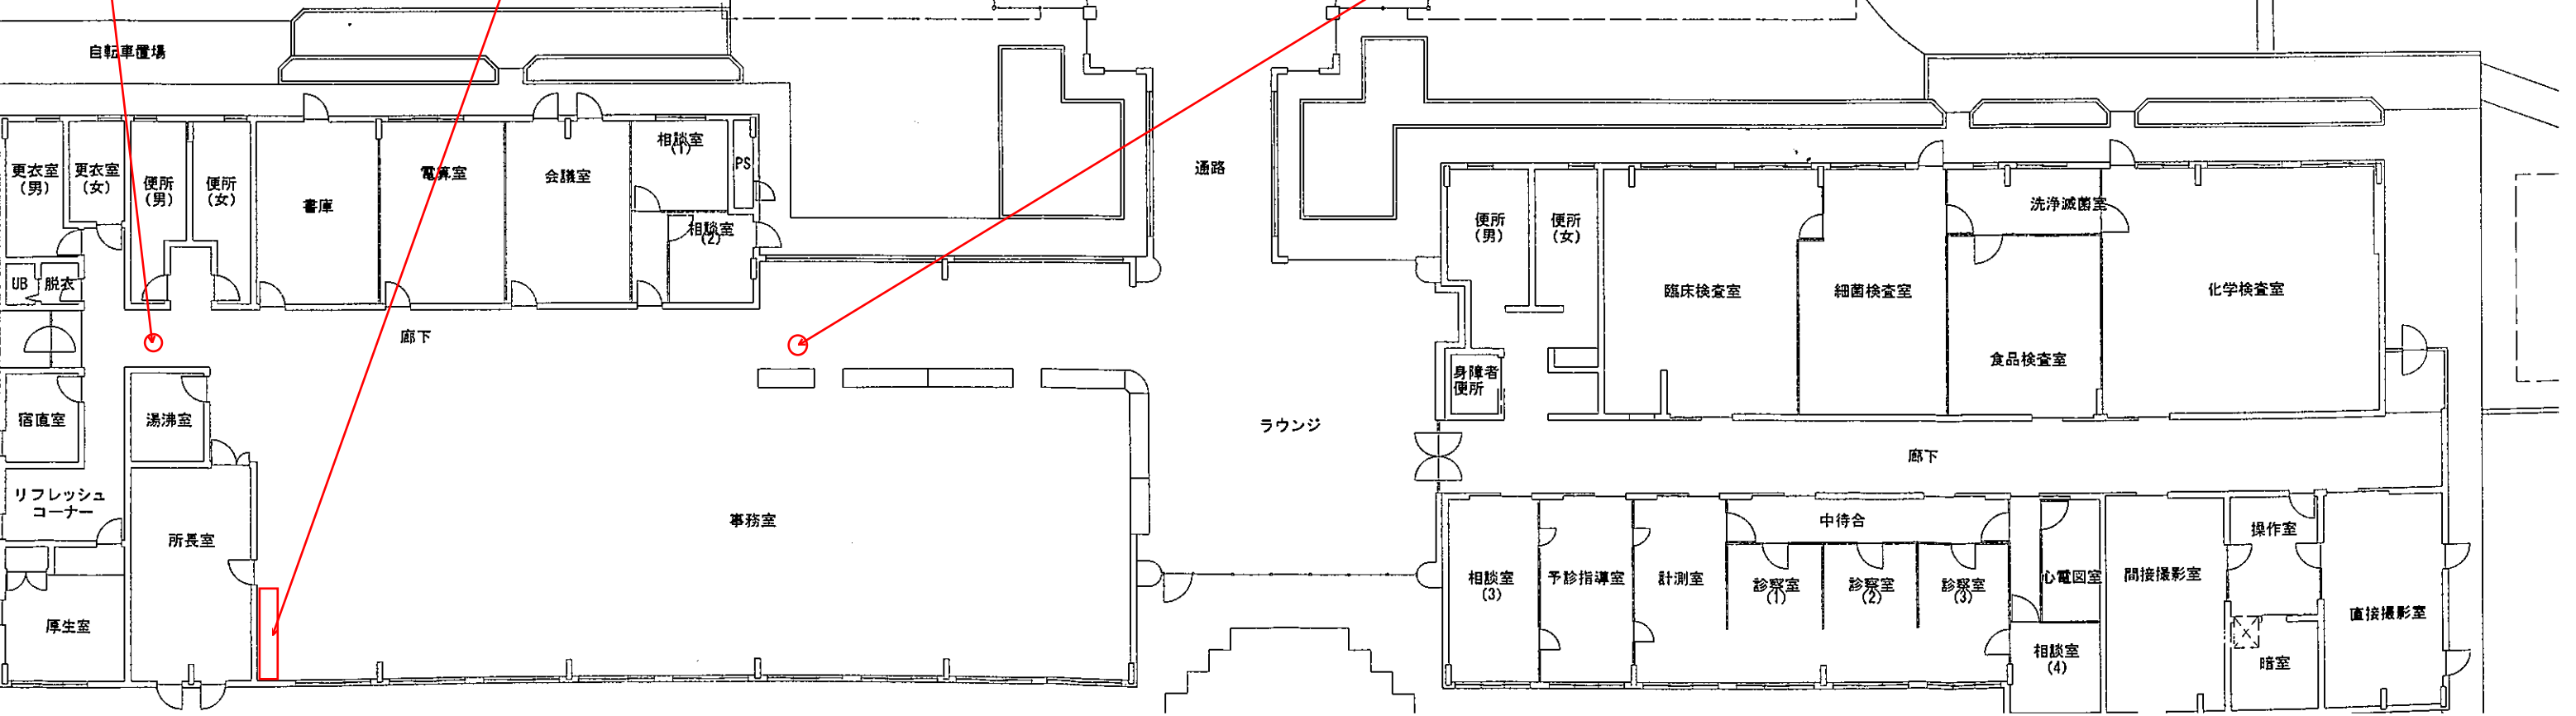 自転車置場
更衣室
(男)
更衣室
(女)
便所
(男)
便所
(女)
書庫
電算室
会議室
相談室
(1)
PS
相談室
(2)
通路
便所
(男)
便所
(女)
臨床検査室
細菌検査室
洗浄滅菌室
食品検査室
化学検査室
UB
脱衣
廊下
身障者
便所
宿直室
湯沸室
ラウンジ
廊下
リフレッシュ
コーナー
所長室
事務室
厚生室
相談室
(3)
予診指導室
計測室
中待合
診察室
(1)
診察室
(2)
診察室
(3)
心電図室
相談室
(4)
間接撮影室
操作室
暗室
直接撮影室